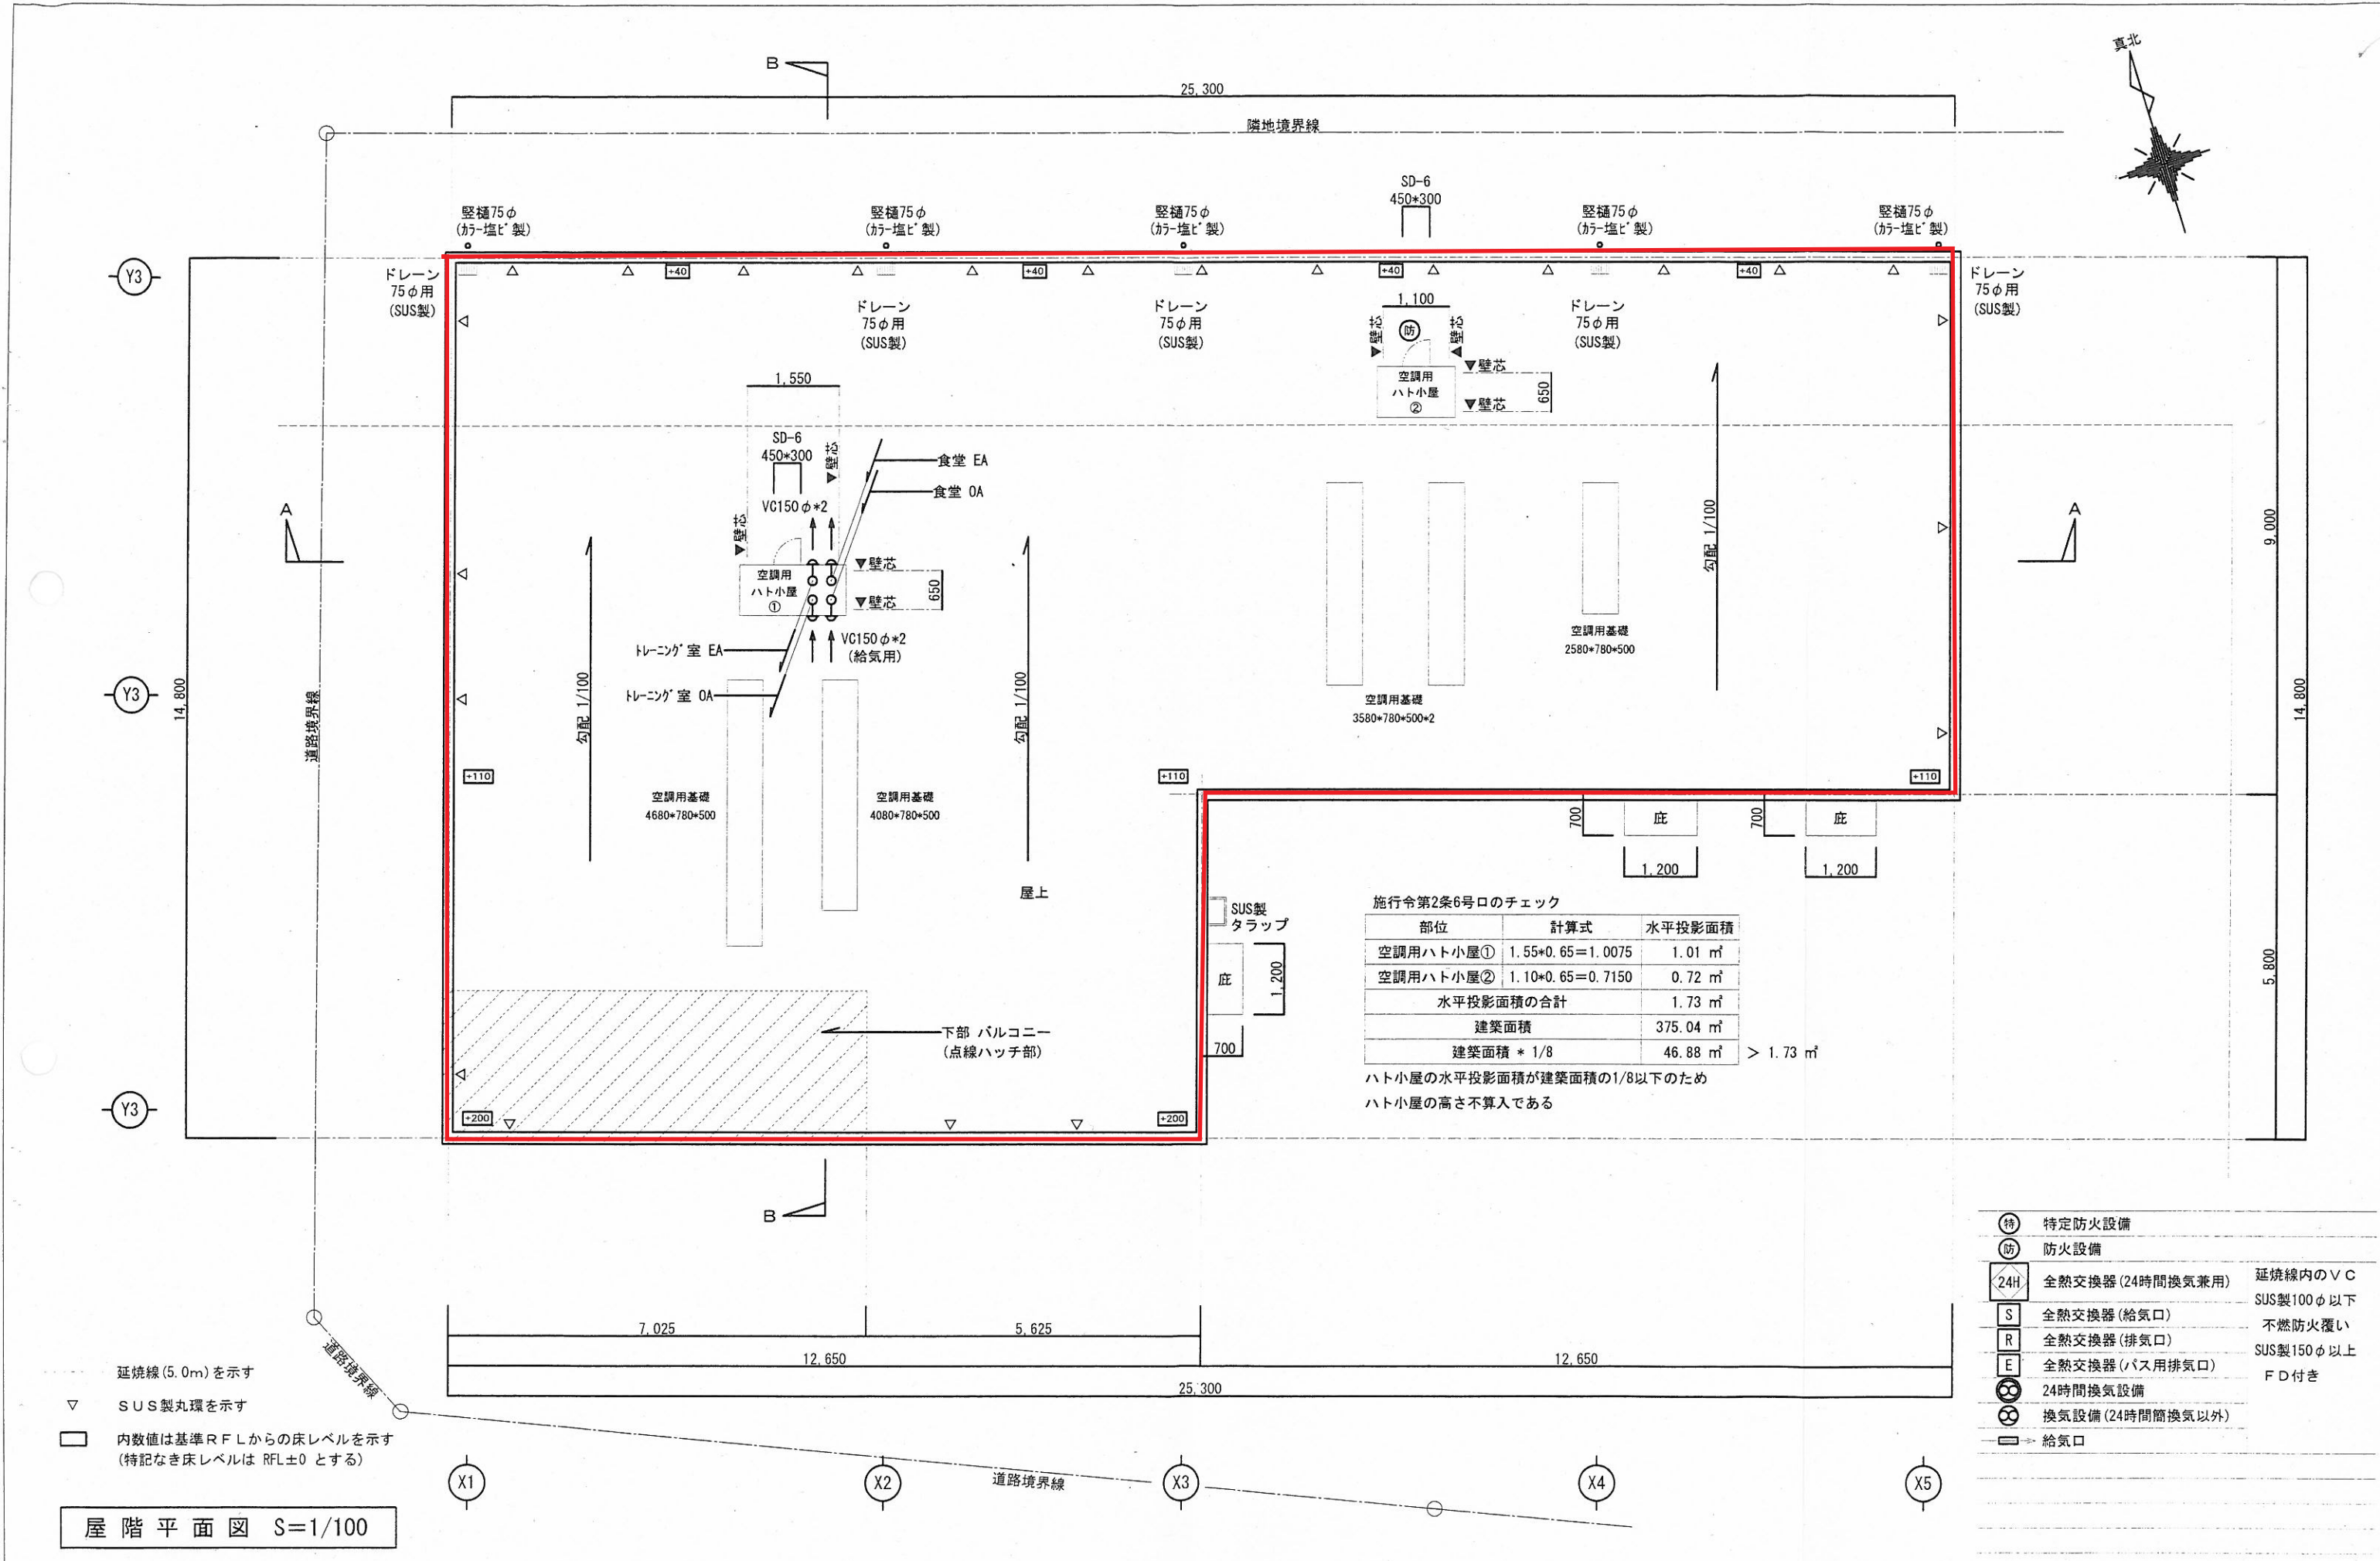 真北
B
25,300
隣地境界線
SD-6
450*300
竪樋75φ
(ｶﾗｰ塩ﾋﾞ製)
竪樋75φ
(ｶﾗｰ塩ﾋﾞ製)
竪樋75φ
(ｶﾗｰ塩ﾋﾞ製)
竪樋75φ
(ｶﾗｰ塩ﾋﾞ製)
竪樋75φ
(ｶﾗｰ塩ﾋﾞ製)
Y3
ドレーン
75φ用
(SUS製)
+40
+40
+40
+40
ドレーン
75φ用
(SUS製)
ドレーン
75φ用
(SUS製)
ドレーン
75φ用
(SUS製)
ドレーン
75φ用
(SUS製)
1,100
防
▼壁芯
▼壁芯
▼壁芯
▼壁芯
650
空調用
ハト小屋
②
1,550
SD-6
450*300
▼壁芯
▼壁芯
VC150φ*2
食堂 EA
食堂 OA
A
A
空調用
ハト小屋
①
▼壁芯
▼壁芯
650
VC150φ*2
(給気用)
ﾄﾚｰﾆﾝｸﾞ室 EA
ﾄﾚｰﾆﾝｸﾞ室 OA
勾配 1/100
勾配 1/100
勾配 1/100
空調用基礎
2580*780*500
空調用基礎
3580*780*500*2
9,000
14,800
5,800
Y3
14,800
道路境界線
+110
+110
+110
空調用基礎
4680*780*500
空調用基礎
4080*780*500
屋上
700
庇
700
庇
1,200
1,200
SUS製
タラップ
庇
1,200
700
施行令第2条6号ロのチェック
部位 計算式 水平投影面積
空調用ハト小屋① 1.55*0.65=1.0075 1.01 ㎡
空調用ハト小屋② 1.10*0.65=0.7150 0.72 ㎡
水平投影面積の合計 1.73 ㎡
建築面積 375.04 ㎡
建築面積 * 1/8 46.88 ㎡ > 1.73 ㎡
ハト小屋の水平投影面積が建築面積の1/8以下のため
ハト小屋の高さ不算入である
下部 バルコニー
(点線ハッチ部)
Y3
+200
+200
B
7,025
5,625
12,650
12,650
25,300
道路境界線
道路境界線
X1
X2
X3
X4
X5
延焼線(5.0m)を示す
▽ ＳＵＳ製丸環を示す
内数値は基準ＲＦＬからの床レベルを示す
(特記なき床レベルは RFL±0 とする)
屋階平面図 S=1/100
特 特定防火設備
防 防火設備
24H 全熱交換器(24時間換気兼用)
S 全熱交換器(給気口)
R 全熱交換器(排気口)
E 全熱交換器(パス用排気口)
24時間換気設備
換気設備(24時間簡換気以外)
給気口
延焼線内のＶＣ
SUS製100φ以下
不燃防火覆い
SUS製150φ以上
ＦＤ付き